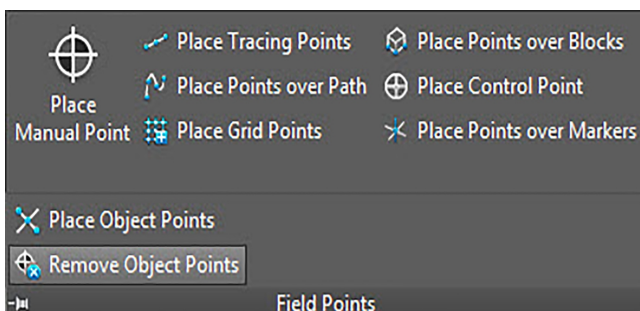 Place
Manual Point
Place Tracing Points
Place Points over Path
Place Grid Points
Place Points over Blocks
Place Control Point
Place Points over Markers
Place Object Points
Remove Object Points
Field Points